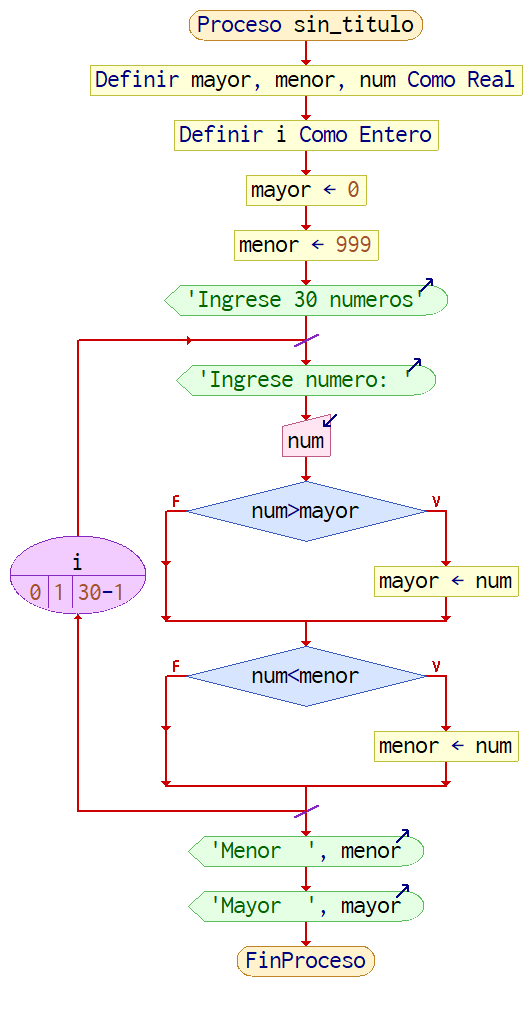 Proceso sin_titulo
Definir mayor, menor, num Como Real
Definir i Como Entero
mayor ← 0
menor ← 999
'Ingrese 30 numeros'
'Ingrese numero: '
num
F
num>mayor
V
i
0 1 30-1
mayor ← num
F
num<menor
V
menor ← num
'Menor  ', menor
'Mayor  ', mayor
FinProceso